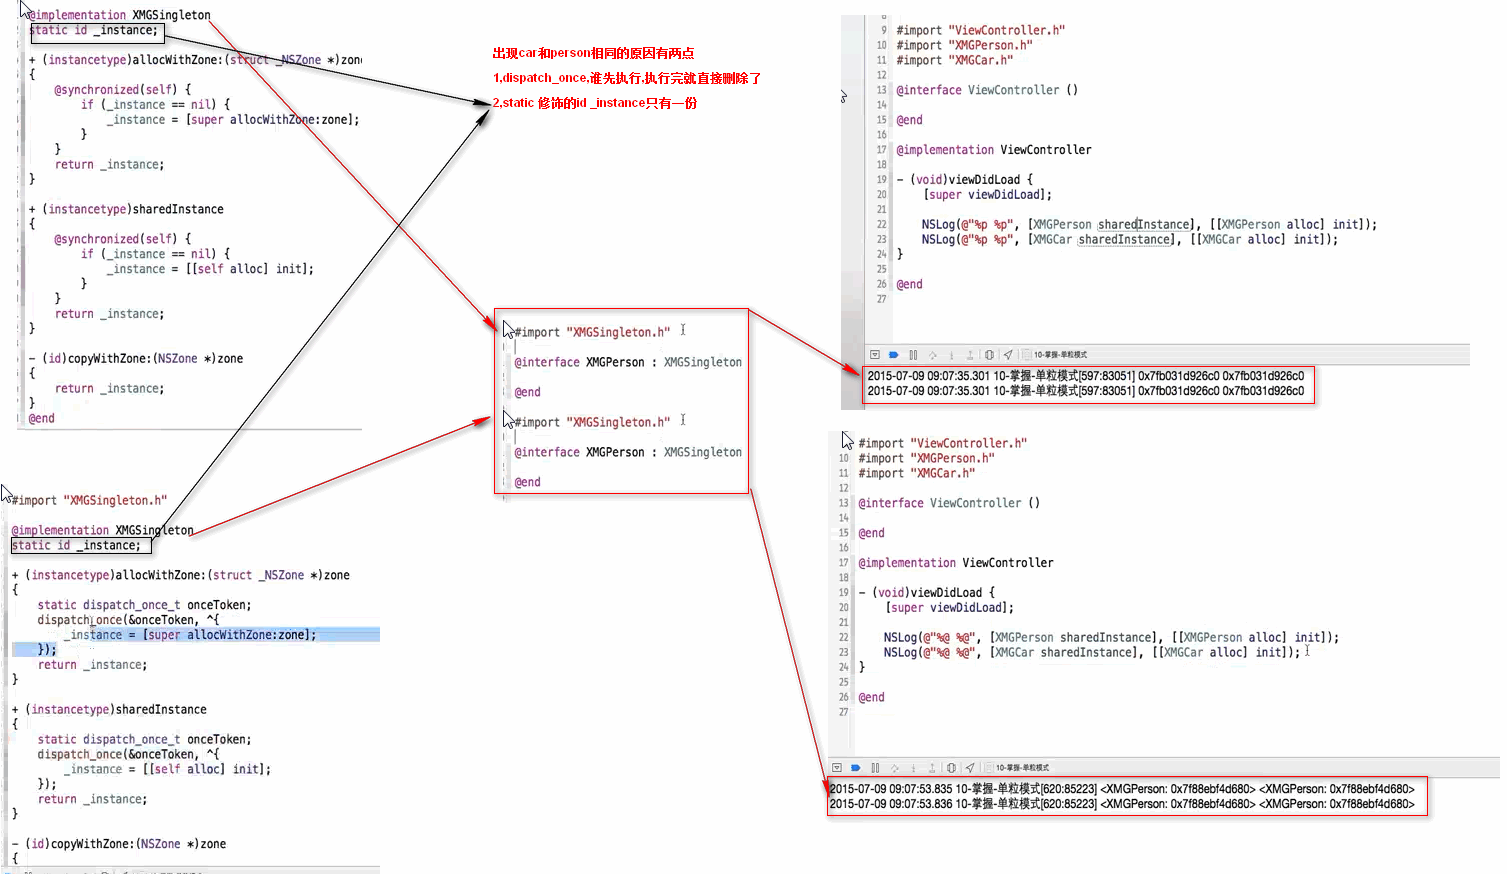 @implementation XMGSingleton
static id _instance;
+ (instancetype)allocWithZone:(struct _NSZone *)zone
{
@synchronized(self) {
if (_instance == nil) {
_instance = [super allocWithZone:zone];
}
}
return _instance;
}
+ (instancetype)sharedInstance
{
@synchronized(self) {
if (_instance == nil) {
_instance = [[self alloc] init];
}
}
return _instance;
}
- (id)copyWithZone:(NSZone *)zone
{
return _instance;
}
@end
#import "XMGSingleton.h"
@implementation XMGSingleton
static id _instance;
+ (instancetype)allocWithZone:(struct _NSZone *)zone
{
static dispatch_once_t onceToken;
dispatch_once(&onceToken, ^{
_instance = [super allocWithZone:zone];
});
return _instance;
}
+ (instancetype)sharedInstance
{
static dispatch_once_t onceToken;
dispatch_once(&onceToken, ^{
_instance = [[self alloc] init];
});
return _instance;
}
- (id)copyWithZone:(NSZone *)zone
{
出现car和person相同的原因有两点
1,dispatch_once,谁先执行,执行完就直接删除了
2,static 修饰的id _instance只有一份
#import "XMGSingleton.h"
@interface XMGPerson : XMGSingleton
@end
#import "XMGSingleton.h"
@interface XMGPerson : XMGSingleton
@end
8
9 #import "ViewController.h"
10 #import "XMGPerson.h"
11 #import "XMGCar.h"
12
13 @interface ViewController ()
14
15 @end
16
17 @implementation ViewController
18
19 - (void)viewDidLoad {
20 [super viewDidLoad];
21
22 NSLog(@"%p %p", [XMGPerson sharedInstance], [[XMGPerson alloc] init]);
23 NSLog(@"%p %p", [XMGCar sharedInstance], [[XMGCar alloc] init]);
24 }
25
26 @end
27
10-掌握-单粒模式
2015-07-09 09:07:35.301 10-掌握-单粒模式[597:83051] 0x7fb031d926c0 0x7fb031d926c0
2015-07-09 09:07:35.301 10-掌握-单粒模式[597:83051] 0x7fb031d926c0 0x7fb031d926c0
#import "ViewController.h"
10 #import "XMGPerson.h"
11 #import "XMGCar.h"
12
13 @interface ViewController ()
14
15 @end
16
17 @implementation ViewController
18
19 - (void)viewDidLoad {
20 [super viewDidLoad];
21
22 NSLog(@"%@ %@", [XMGPerson sharedInstance], [[XMGPerson alloc] init]);
23 NSLog(@"%@ %@", [XMGCar sharedInstance], [[XMGCar alloc] init]);
24 }
25
26 @end
27
10-掌握-单粒模式
2015-07-09 09:07:53.835 10-掌握-单粒模式[620:85223] <XMGPerson: 0x7f88ebf4d680> <XMGPerson: 0x7f88ebf4d680>
2015-07-09 09:07:53.836 10-掌握-单粒模式[620:85223] <XMGPerson: 0x7f88ebf4d680> <XMGPerson: 0x7f88ebf4d680>